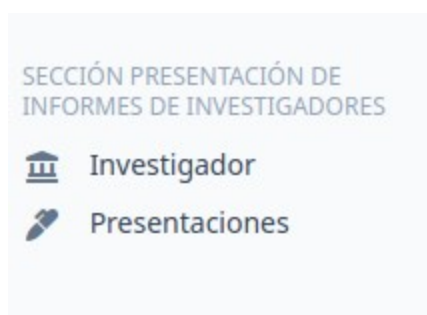 SECCIÓN PRESENTACIÓN DE
INFORMES DE INVESTIGADORES
Investigador
Presentaciones